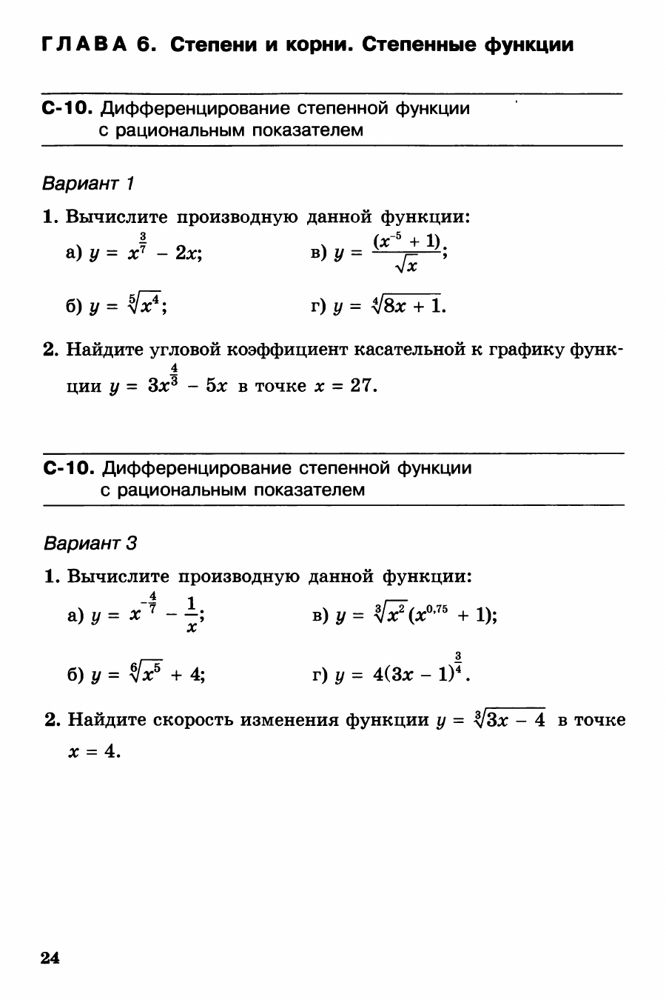 ГЛАВА 6. Степени и корни. Степенные функции
С-10. Дифференцирование степенной функции
с рациональным показателем
Вариант 1
1. Вычислите производную данной функции:
а) y = x^{\frac{3}{7}} - 2x; в) y = \frac{(x^{-5} + 1)}{\sqrt{x}};
б) y = \sqrt[5]{x^4}; г) y = \sqrt[4]{8x + 1}.
2. Найдите угловой коэффициент касательной к графику функ-
ции y = 3x^{\frac{4}{3}} - 5x в точке x = 27.
С-10. Дифференцирование степенной функции
с рациональным показателем
Вариант 3
1. Вычислите производную данной функции:
а) y = x^{-\frac{4}{7}} - \frac{1}{x}; в) y = \sqrt[3]{x^2}(x^{0,75} + 1);
б) y = \sqrt[6]{x^5} + 4; г) y = 4(3x - 1)^{\frac{3}{4}}.
2. Найдите скорость изменения функции y = \sqrt[3]{3x - 4} в точке
x = 4.
24